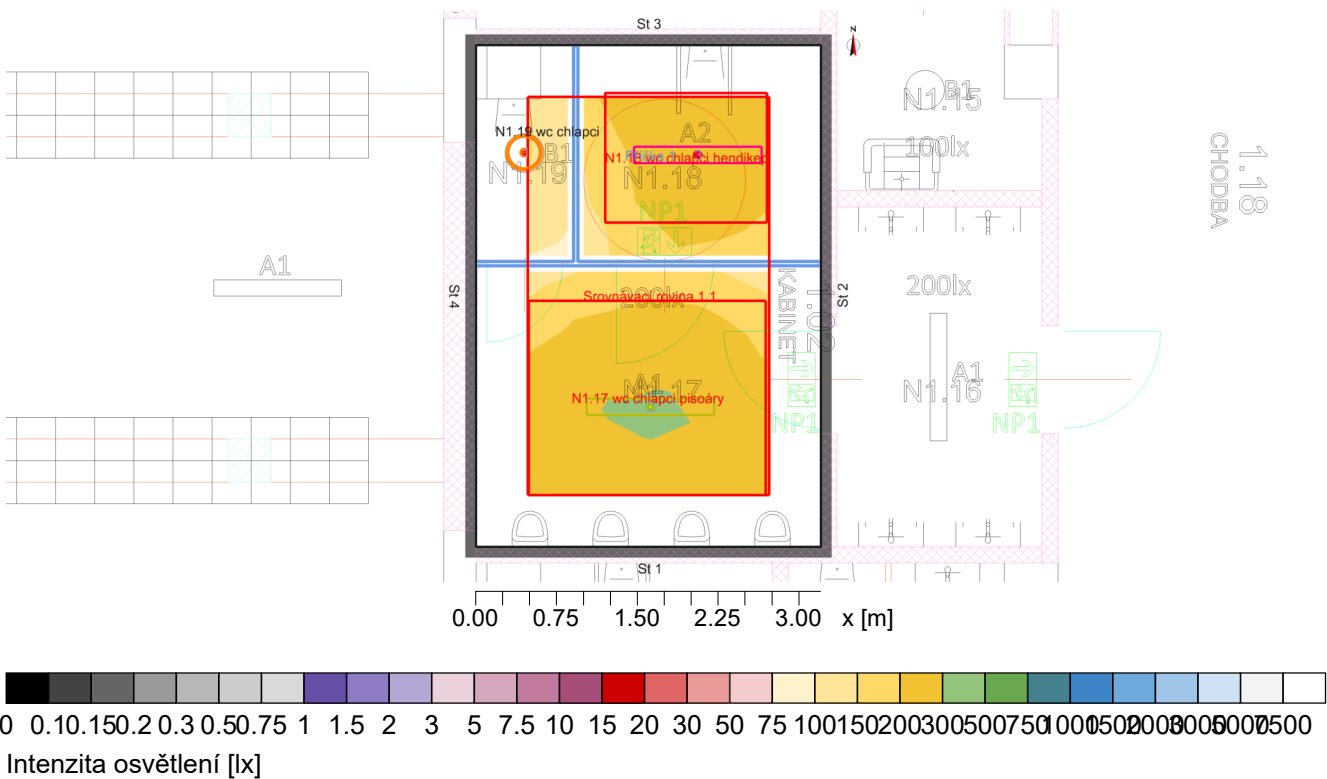 St 3
N
B1
N1.15
100lx
1.18
CHODBA
A2
N1.19 wc chlapci
B1
N1.19
N1.18 wc chlapci hendikep
N1.18
NP1
A1
St 4
Srovnávací rovina 1.1
200lx
KABINET
1.02
St 2
200lx
A1
N1.17
N1.17 wc chlapci pisoáry
A1
N1.16
NP1
NP1
St 1
0.00 0.75 1.50 2.25 3.00 x [m]
0 0.1 0.15 0.2 0.3 0.5 0.75 1 1.5 2 3 5 7.5 10 15 20 30 50 75 100 150 200 300 500 750 1000 1500 2000 3000 5000 7500
Intenzita osvětlení [lx]